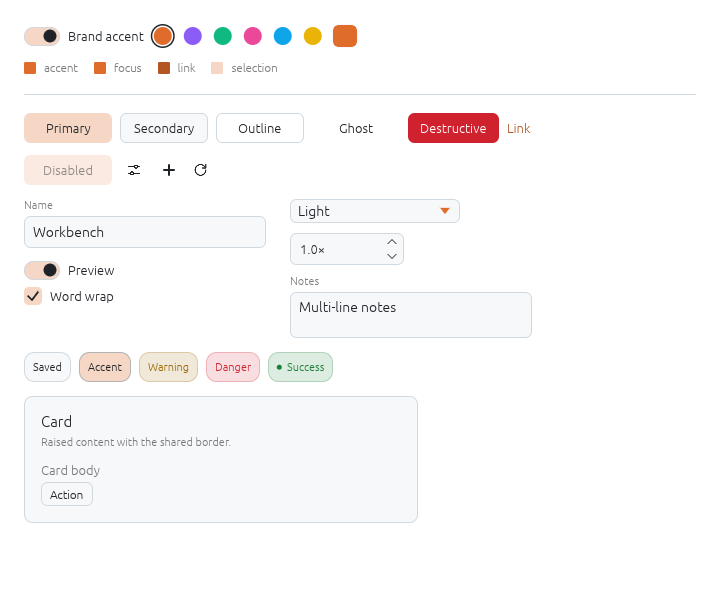 Brand accent
accent focus link selection
Primary Secondary Outline Ghost Destructive Link
Disabled
Name
Workbench
Light
1.0×
Preview
Word wrap
Notes
Multi-line notes
Saved Accent Warning Danger Success
Card
Raised content with the shared border.
Card body
Action